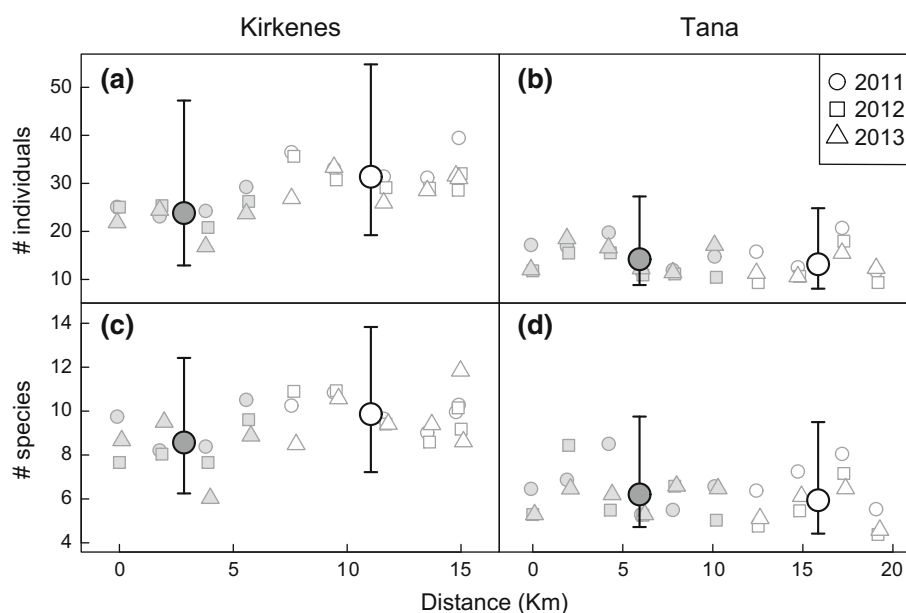 Kirkenes Tana
(a) (b)
2011
2012
2013
# individuals
50
40
30
20
10
(c) (d)
# species
14
12
10
8
6
4
0 5 10 15 0 5 10 15 20
Distance (Km)